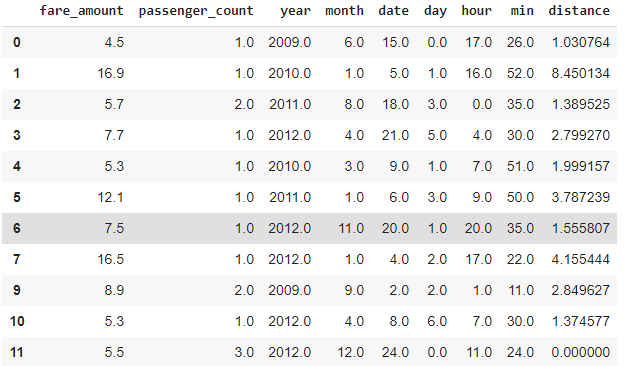 fare_amount passenger_count year month date day hour min distance
0 4.5 1.0 2009.0 6.0 15.0 0.0 17.0 26.0 1.030764
1 16.9 1.0 2010.0 1.0 5.0 1.0 16.0 52.0 8.450134
2 5.7 2.0 2011.0 8.0 18.0 3.0 0.0 35.0 1.389525
3 7.7 1.0 2012.0 4.0 21.0 5.0 4.0 30.0 2.799270
4 5.3 1.0 2010.0 3.0 9.0 1.0 7.0 51.0 1.999157
5 12.1 1.0 2011.0 1.0 6.0 3.0 9.0 50.0 3.787239
6 7.5 1.0 2012.0 11.0 20.0 1.0 20.0 35.0 1.555807
7 16.5 1.0 2012.0 1.0 4.0 2.0 17.0 22.0 4.155444
9 8.9 2.0 2009.0 9.0 2.0 2.0 1.0 11.0 2.849627
10 5.3 1.0 2012.0 4.0 8.0 6.0 7.0 30.0 1.374577
11 5.5 3.0 2012.0 12.0 24.0 0.0 11.0 24.0 0.000000